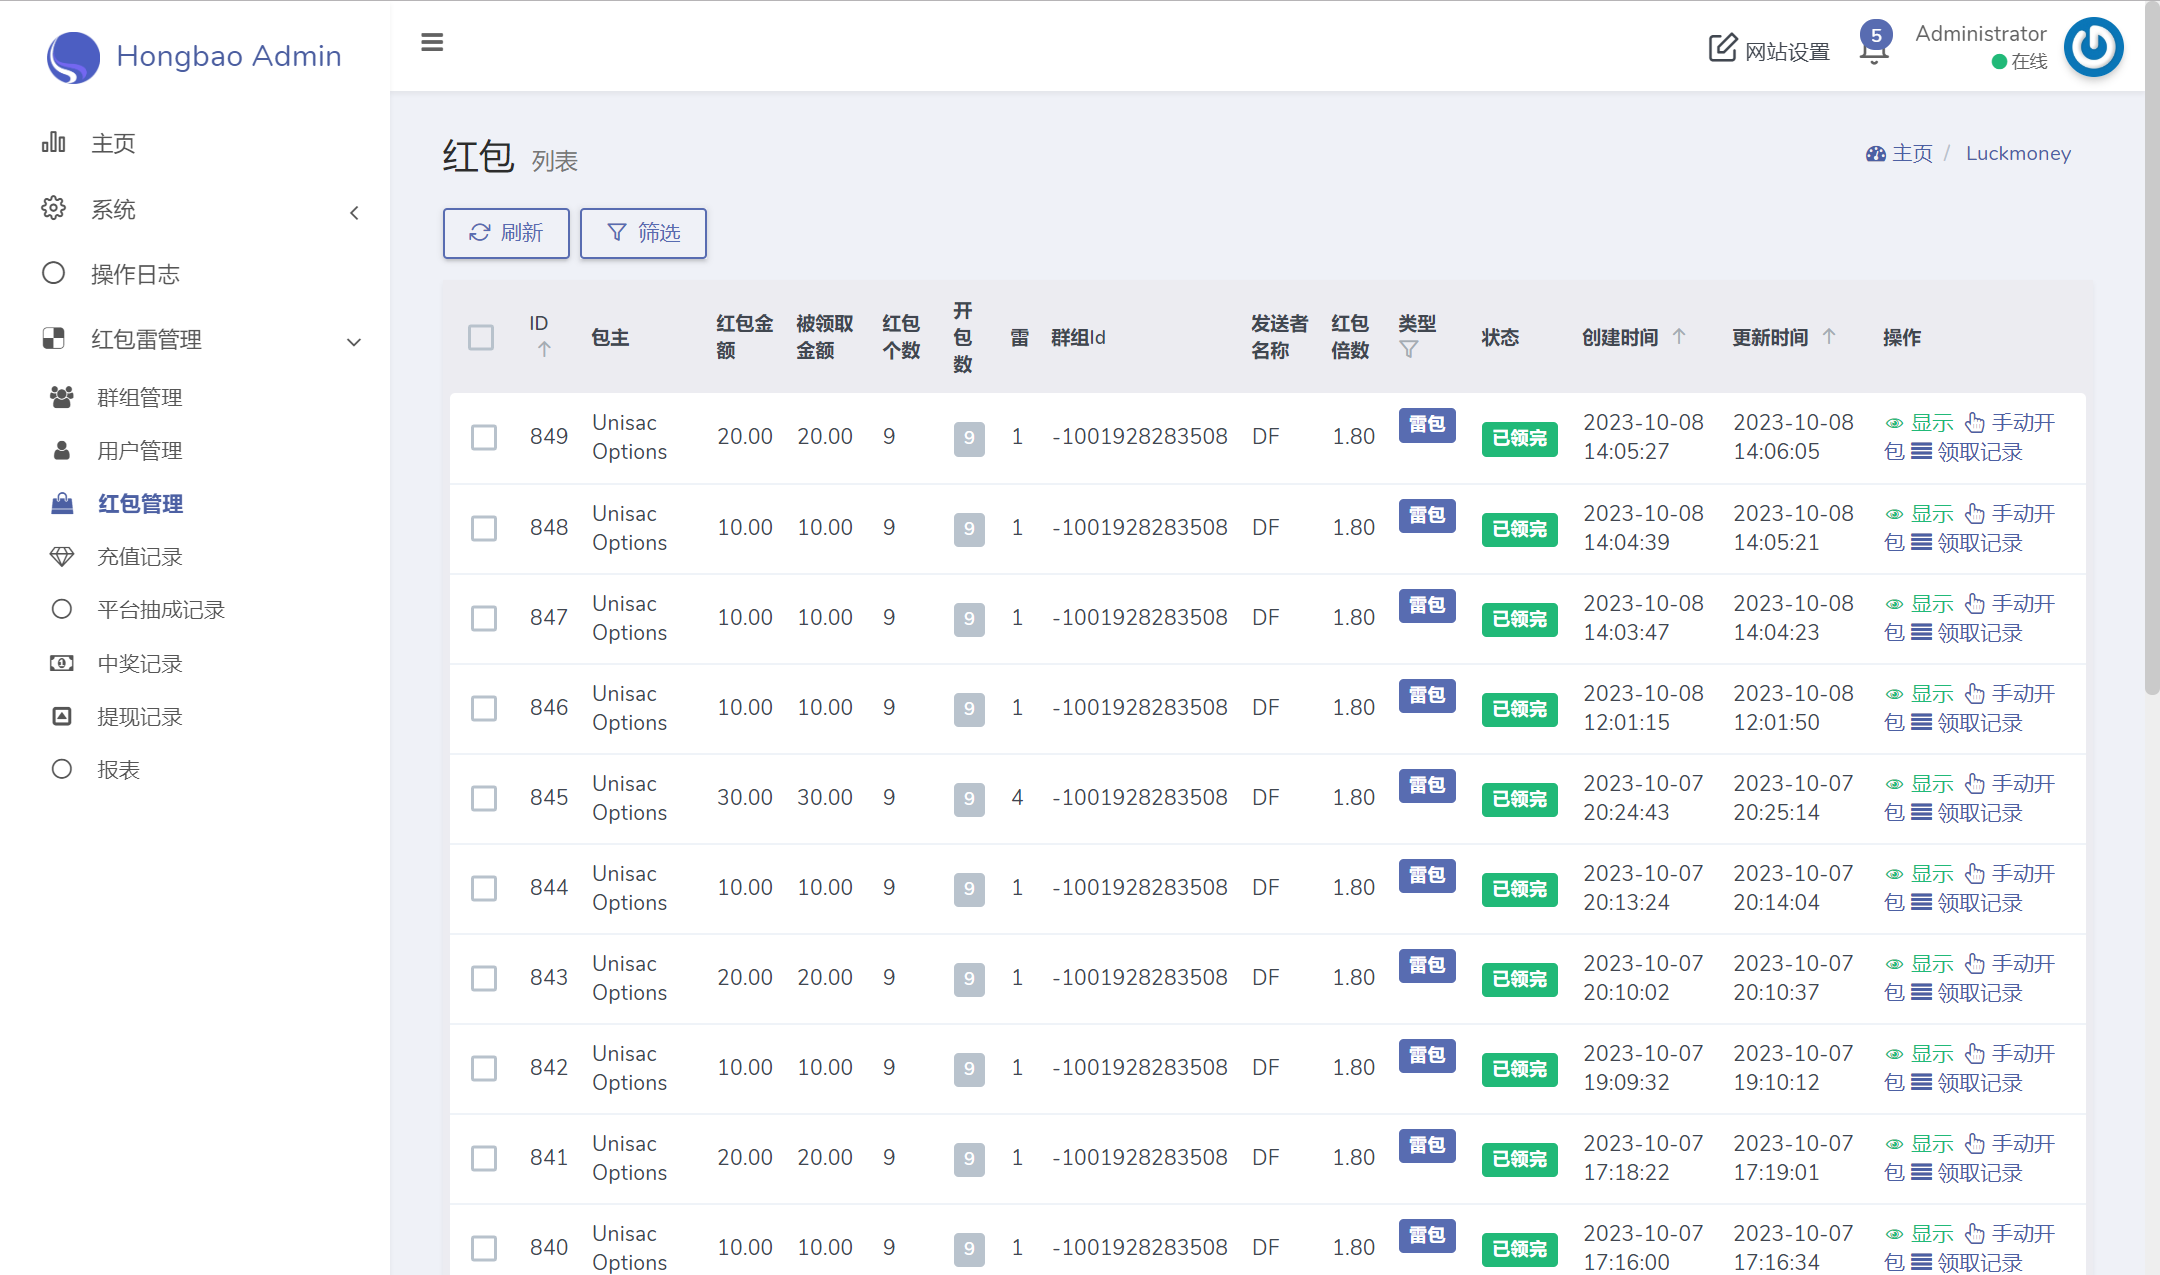 Hongbao Admin
网站设置
5
Administrator
在线
主页
系统
操作日志
红包雷管理
群组管理
用户管理
红包管理
充值记录
平台抽成记录
中奖记录
提现记录
报表
红包 列表
主页 / Luckmoney
刷新
筛选
ID 包主 红包金额 被领取金额 红包个数 开包数 雷 群组Id 发送者名称 红包倍数 类型 状态 创建时间 更新时间 操作
849 Unisac Options 20.00 20.00 9 9 1 -1001928283508 DF 1.80 雷包 已领完 2023-10-08 14:05:27 2023-10-08 14:06:05 显示 手动开包 领取记录
848 Unisac Options 10.00 10.00 9 9 1 -1001928283508 DF 1.80 雷包 已领完 2023-10-08 14:04:39 2023-10-08 14:05:21 显示 手动开包 领取记录
847 Unisac Options 10.00 10.00 9 9 1 -1001928283508 DF 1.80 雷包 已领完 2023-10-08 14:03:47 2023-10-08 14:04:23 显示 手动开包 领取记录
846 Unisac Options 10.00 10.00 9 9 1 -1001928283508 DF 1.80 雷包 已领完 2023-10-08 12:01:15 2023-10-08 12:01:50 显示 手动开包 领取记录
845 Unisac Options 30.00 30.00 9 9 4 -1001928283508 DF 1.80 雷包 已领完 2023-10-07 20:24:43 2023-10-07 20:25:14 显示 手动开包 领取记录
844 Unisac Options 10.00 10.00 9 9 1 -1001928283508 DF 1.80 雷包 已领完 2023-10-07 20:13:24 2023-10-07 20:14:04 显示 手动开包 领取记录
843 Unisac Options 20.00 20.00 9 9 1 -1001928283508 DF 1.80 雷包 已领完 2023-10-07 20:10:02 2023-10-07 20:10:37 显示 手动开包 领取记录
842 Unisac Options 10.00 10.00 9 9 1 -1001928283508 DF 1.80 雷包 已领完 2023-10-07 19:09:32 2023-10-07 19:10:12 显示 手动开包 领取记录
841 Unisac Options 20.00 20.00 9 9 1 -1001928283508 DF 1.80 雷包 已领完 2023-10-07 17:18:22 2023-10-07 17:19:01 显示 手动开包 领取记录
840 Unisac Options 10.00 10.00 9 9 1 -1001928283508 DF 1.80 雷包 已领完 2023-10-07 17:16:00 2023-10-07 17:16:34 显示 手动开包 领取记录